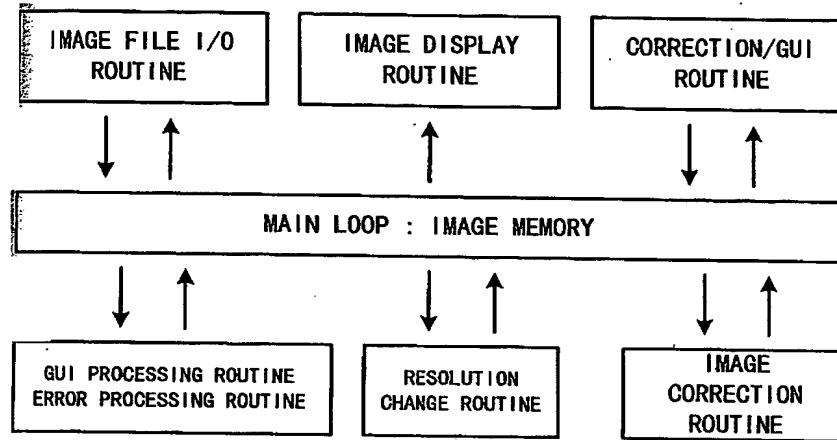 IMAGE FILE I/O
ROUTINE
IMAGE DISPLAY
ROUTINE
CORRECTION/GUI
ROUTINE
MAIN LOOP : IMAGE MEMORY
GUI PROCESSING ROUTINE
ERROR PROCESSING ROUTINE
RESOLUTION
CHANGE ROUTINE
IMAGE
CORRECTION
ROUTINE